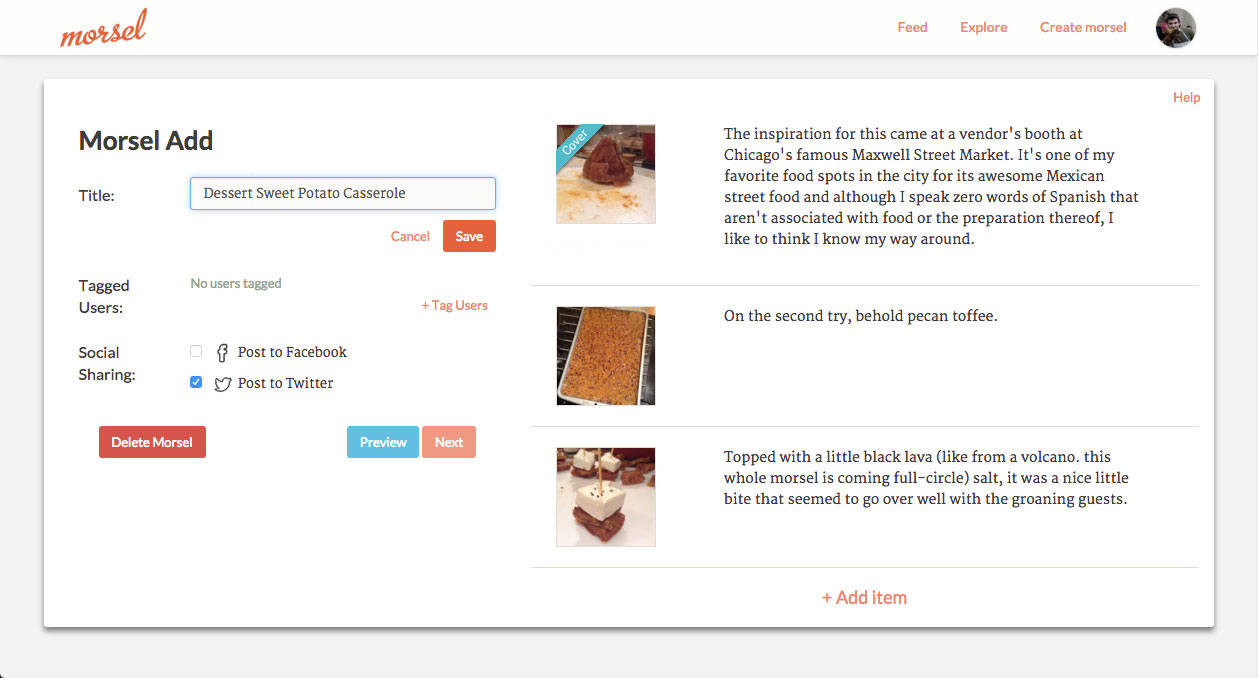 morsel
Feed
Explore
Create morsel
Help
Morsel Add
Title:
Dessert Sweet Potato Casserole
Cancel
Save
Tagged
Users:
No users tagged
+ Tag Users
Social
Sharing:
Post to Facebook
Post to Twitter
Delete Morsel
Preview
Next
Cover
The inspiration for this came at a vendor's booth at
Chicago's famous Maxwell Street Market. It's one of my
favorite food spots in the city for its awesome Mexican
street food and although I speak zero words of Spanish that
aren't associated with food or the preparation thereof, I
like to think I know my way around.
On the second try, behold pecan toffee.
Topped with a little black lava (like from a volcano. this
whole morsel is coming full-circle) salt, it was a nice little
bite that seemed to go over well with the groaning guests.
+ Add item